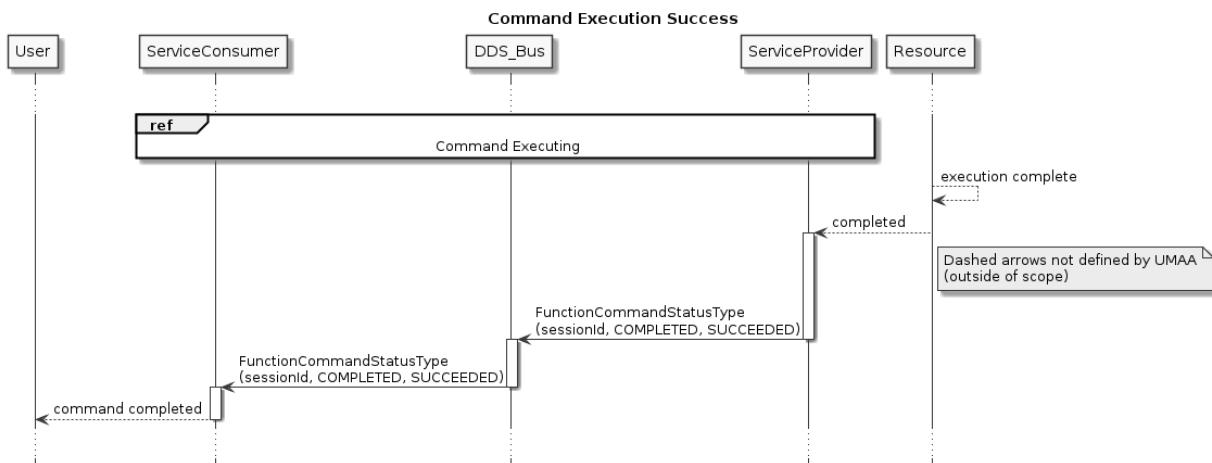 Command Execution Success
User
ServiceConsumer
DDS_Bus
ServiceProvider
Resource
ref
Command Executing
execution complete
completed
Dashed arrows not defined by UMAA
(outside of scope)
FunctionCommandStatusType
(sessionId, COMPLETED, SUCCEEDED)
FunctionCommandStatusType
(sessionId, COMPLETED, SUCCEEDED)
command completed